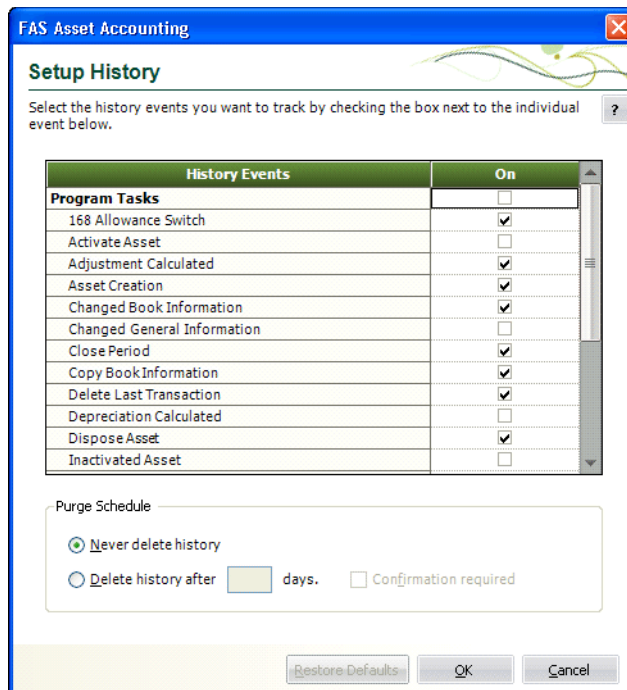 FAS Asset Accounting
Setup History
Select the history events you want to track by checking the box next to the individual
event below.
?
History Events On
Program Tasks
168 Allowance Switch
Activate Asset
Adjustment Calculated
Asset Creation
Changed Book Information
Changed General Information
Close Period
Copy Book Information
Delete Last Transaction
Depreciation Calculated
Dispose Asset
Inactivated Asset
Purge Schedule
Never delete history
Delete history after days. Confirmation required
Restore Defaults OK Cancel